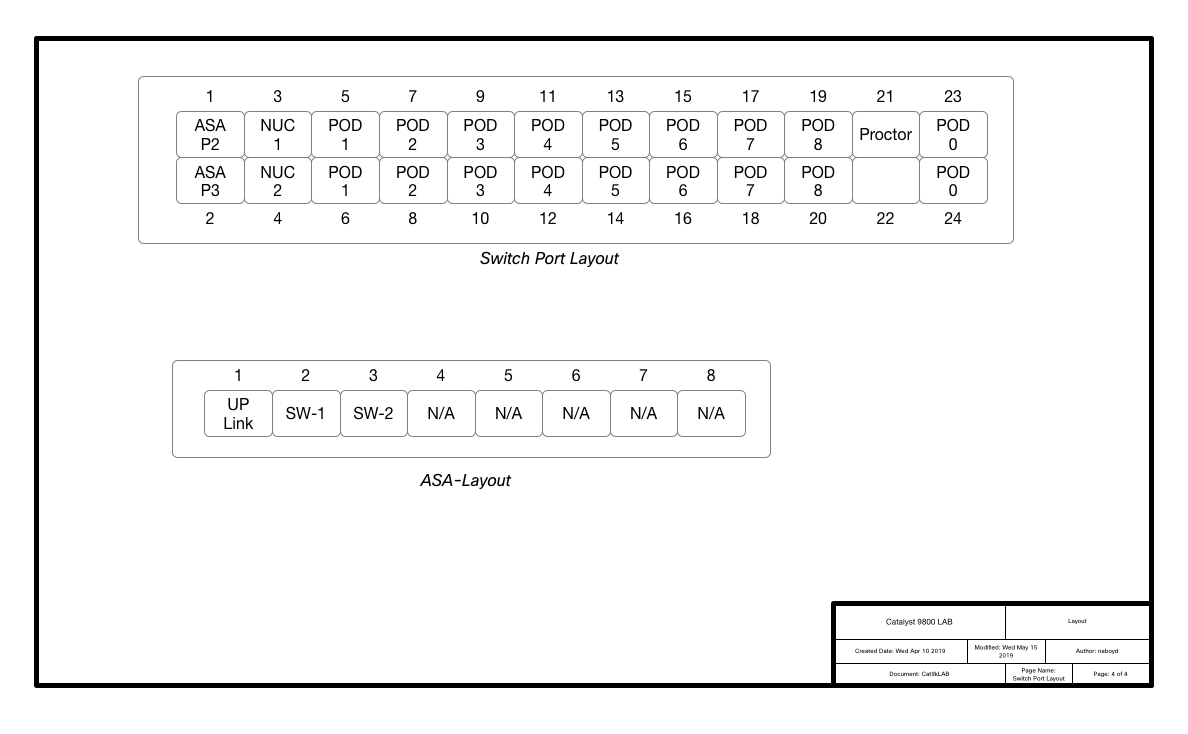 1 3 5 7 9 11 13 15 17 19 21 23
ASA NUC POD POD POD POD POD POD POD POD Proctor POD
P2 1 1 2 3 4 5 6 7 8 0
ASA NUC POD POD POD POD POD POD POD POD POD
P3 2 1 2 3 4 5 6 7 8 0
2 4 6 8 10 12 14 16 18 20 22 24
Switch Port Layout
1 2 3 4 5 6 7 8
UP SW-1 SW-2 N/A N/A N/A N/A N/A
Link
ASA-Layout
Catalyst 9800 LAB Layout
Created Date: Wed Apr 10 2019 Modified: Wed May 15 Author: naboyd
2019
Document: Cat9kLAB Page Name: Page: 4 of 4
Switch Port Layout